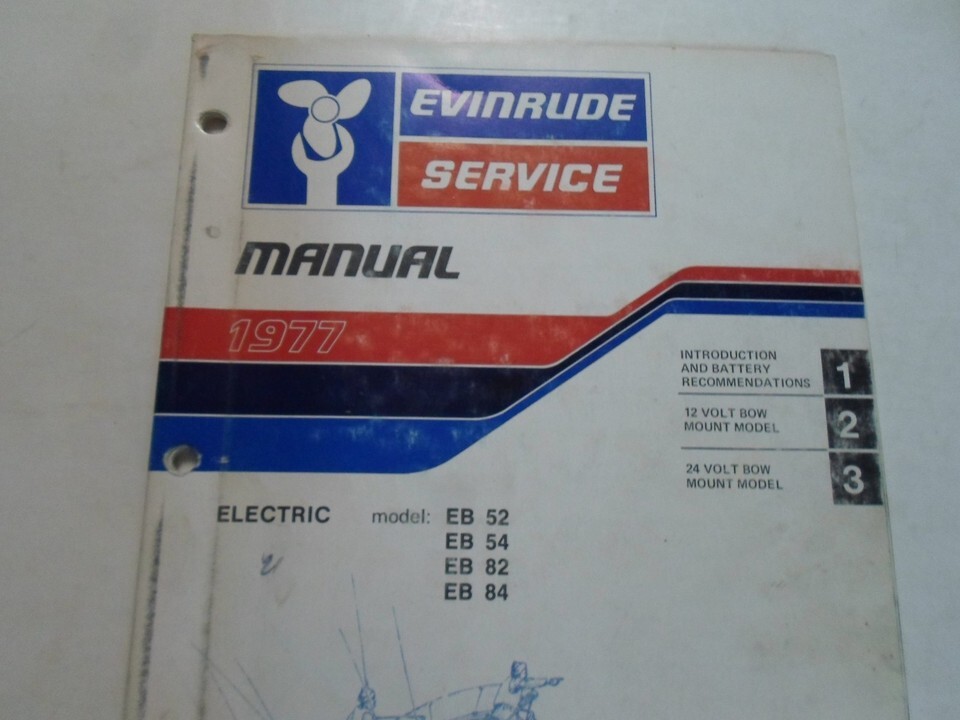 EVINRUDE
SERVICE
MANUAL
1977
INTRODUCTION
AND BATTERY
RECOMMENDATIONS
1
12 VOLT BOW
MOUNT MODEL
2
24 VOLT BOW
MOUNT MODEL
3
ELECTRIC model: EB 52
EB 54
EB 82
EB 84